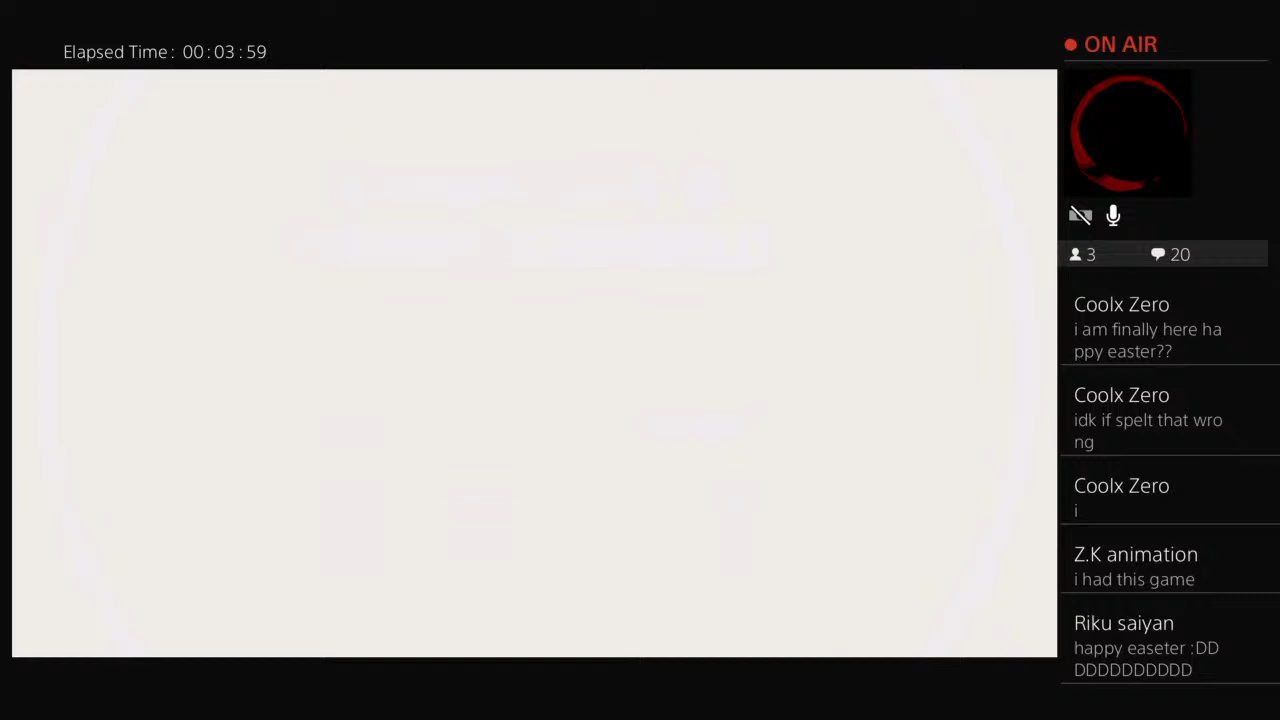 Elapsed Time: 00:03:59
ON AIR
3 20
Coolx Zero
i am finally here ha
ppy easter??
Coolx Zero
idk if spelt that wro
ng
Coolx Zero
i
Z.K animation
i had this game
Riku saiyan
happy easeter :DD
DDDDDDDDDD